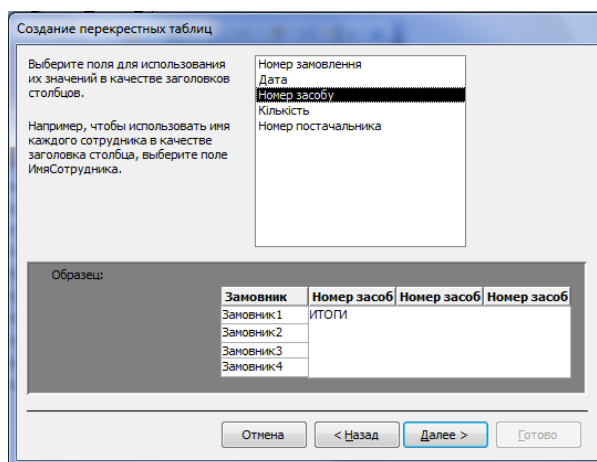 Создание перекрестных таблиц
Выберите поля для использования
их значений в качестве заголовков
столбцов.
Например, чтобы использовать имя
каждого сотрудника в качестве
заголовка столбца, выберите поле
ИмяСотрудника.
Номер замовлення
Дата
Номер засобу
Кількість
Номер постачальника
Образец:
Замовник Номер засоб Номер засоб Номер засоб
Замовник1 ИТОГИ
Замовник2
Замовник3
Замовник4
Отмена < Назад Далее > Готово